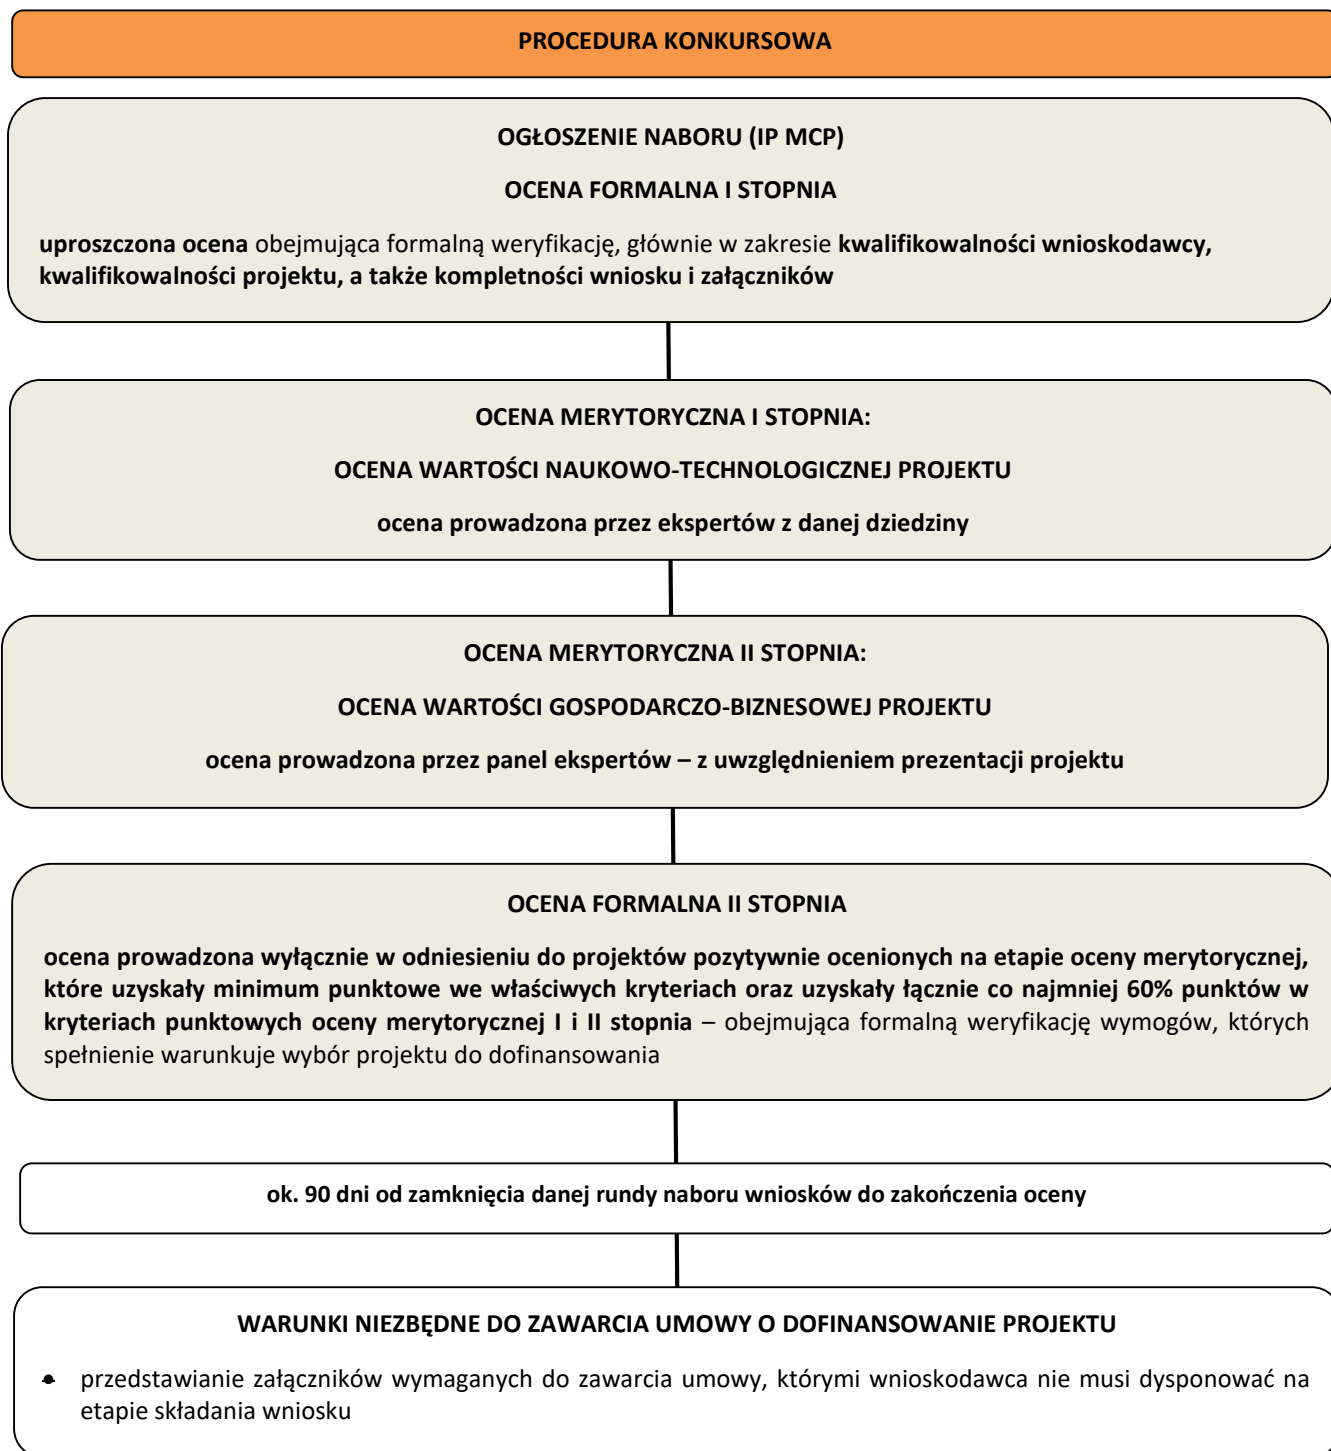 PROCEDURA KONKURSOWA
OGŁOSZENIE NABORU (IP MCP)
OCENA FORMALNA I STOPNIA
uproszczona ocena obejmująca formalną weryfikację, głównie w zakresie kwalifikowalności wnioskodawcy,
kwalifikowalności projektu, a także kompletności wniosku i załączników
OCENA MERYTORYCZNA I STOPNIA:
OCENA WARTOŚCI NAUKOWO-TECHNOLOGICZNEJ PROJEKTU
ocena prowadzona przez ekspertów z danej dziedziny
OCENA MERYTORYCZNA II STOPNIA:
OCENA WARTOŚCI GOSPODARCZO-BIZNESOWEJ PROJEKTU
ocena prowadzona przez panel ekspertów – z uwzględnieniem prezentacji projektu
OCENA FORMALNA II STOPNIA
ocena prowadzona wyłącznie w odniesieniu do projektów pozytywnie ocenionych na etapie oceny merytorycznej,
które uzyskały minimum punktowe we właściwych kryteriach oraz uzyskały łącznie co najmniej 60% punktów w
kryteriach punktowych oceny merytorycznej I i II stopnia – obejmująca formalną weryfikację wymogów, których
spełnienie warunkuje wybór projektu do dofinansowania
ok. 90 dni od zamknięcia danej rundy naboru wniosków do zakończenia oceny
WARUNKI NIEZBĘDNE DO ZAWARCIA UMOWY O DOFINANSOWANIE PROJEKTU
• przedstawianie załączników wymaganych do zawarcia umowy, którymi wnioskodawca nie musi dysponować na
etapie składania wniosku